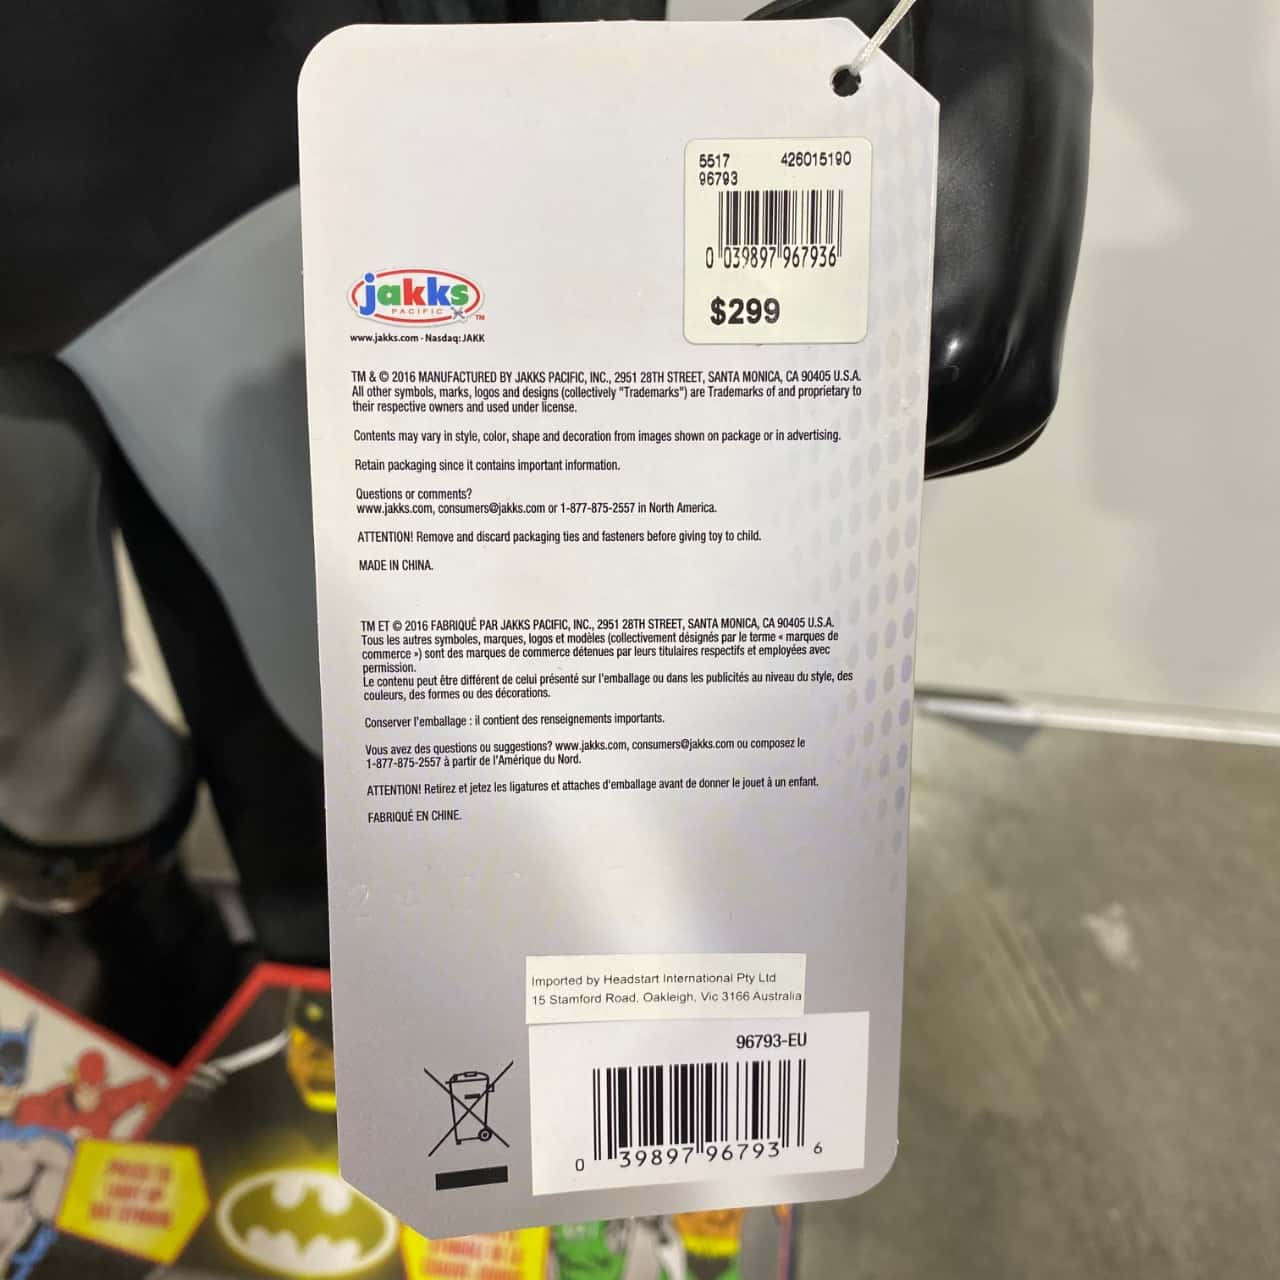 5517 426015190
96793
0 039897 967936
$299
jakks
PACIFIC
TM
www.jakks.com - Nasdaq: JAKK
TM & © 2016 MANUFACTURED BY JAKKS PACIFIC, INC., 2951 28TH STREET, SANTA MONICA, CA 90405 U.S.A.
All other symbols, marks, logos and designs (collectively "Trademarks") are Trademarks of and proprietary to
their respective owners and used under license.
Contents may vary in style, color, shape and decoration from images shown on package or in advertising.
Retain packaging since it contains important information.
Questions or comments?
www.jakks.com, consumers@jakks.com or 1-877-875-2557 in North America.
ATTENTION! Remove and discard packaging ties and fasteners before giving toy to child.
MADE IN CHINA.
TM ET © 2016 FABRIQUÉ PAR JAKKS PACIFIC, INC., 2951 28TH STREET, SANTA MONICA, CA 90405 U.S.A.
Tous les autres symboles, marques, logos et modèles (collectivement désignés par le terme « marques de
commerce ») sont des marques de commerce détenues par leurs titulaires respectifs et employées avec
permission.
Le contenu peut être différent de celui présenté sur l'emballage ou dans les publicités au niveau du style, des
couleurs, des formes ou des décorations.
Conserver l'emballage : il contient des renseignements importants.
Vous avez des questions ou suggestions? www.jakks.com, consumers@jakks.com ou composez le
1-877-875-2557 à partir de l'Amérique du Nord.
ATTENTION! Retirez et jetez les ligatures et attaches d'emballage avant de donner le jouet à un enfant.
FABRIQUÉ EN CHINE.
Imported by Headstart International Pty Ltd
15 Stamford Road, Oakleigh, Vic 3166 Australia
96793-EU
0 39897 96793 6